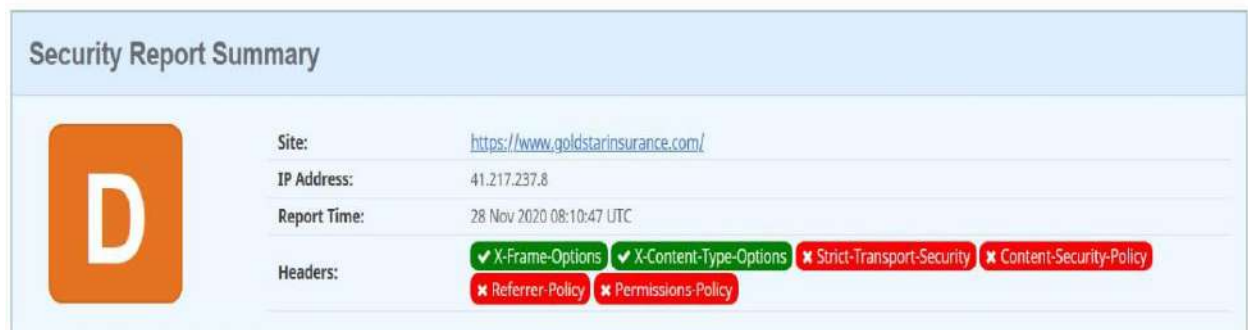 Security Report Summary
D
Site: https://www.goldstarinsurance.com/
IP Address: 41.217.237.8
Report Time: 28 Nov 2020 08:10:47 UTC
Headers: ✔ X-Frame-Options ✔ X-Content-Type-Options ✖ Strict-Transport-Security ✖ Content-Security-Policy
✖ Referrer-Policy ✖ Permissions-Policy